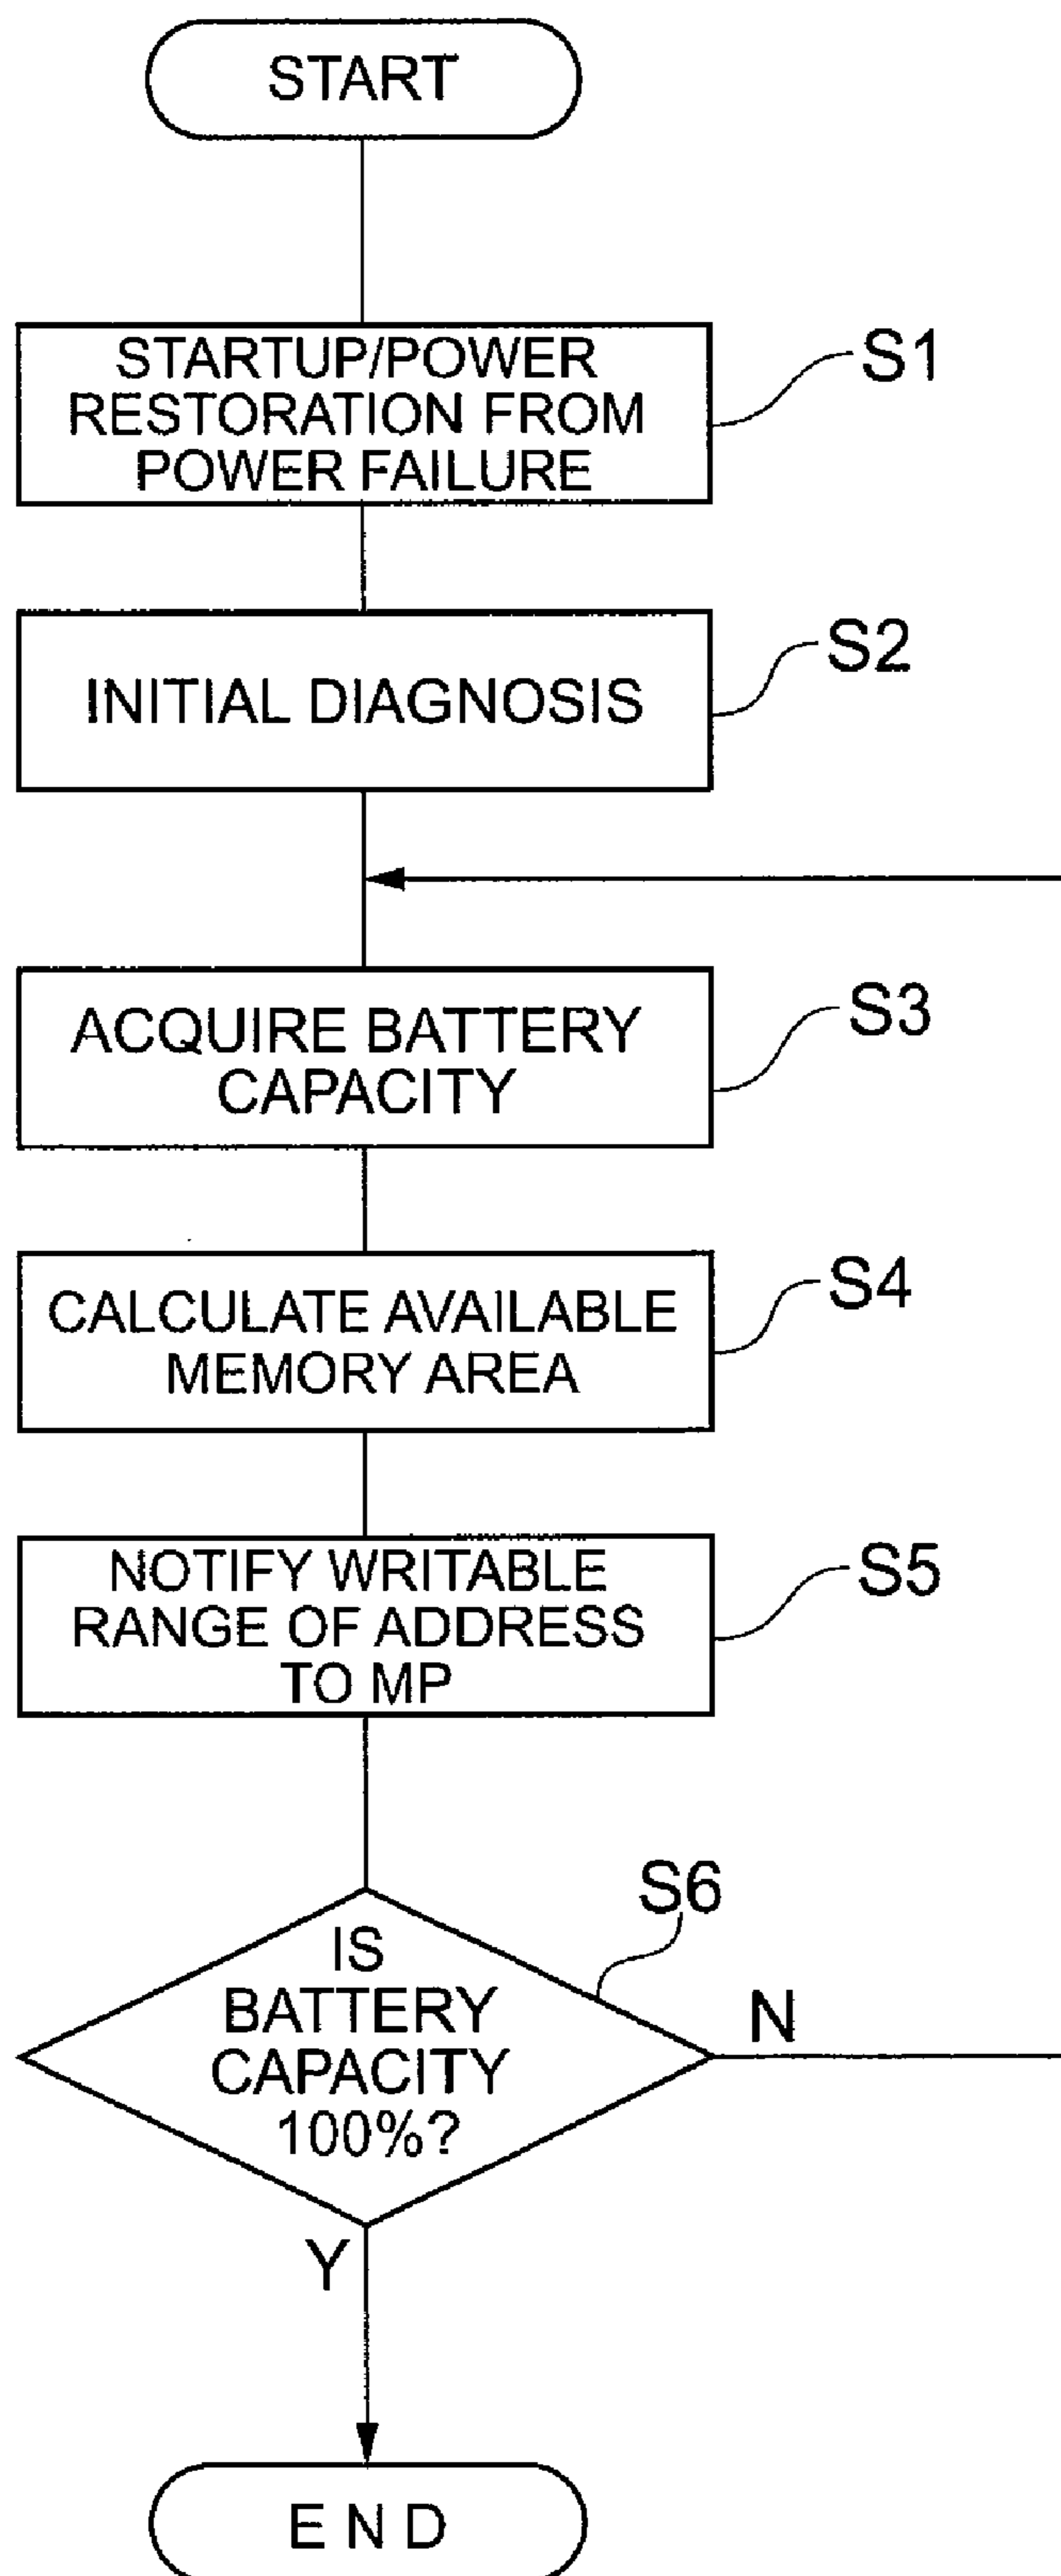 START
STARTUP/POWER
RESTORATION FROM
POWER FAILURE
S1
INITIAL DIAGNOSIS
S2
ACQUIRE BATTERY
CAPACITY
S3
CALCULATE AVAILABLE
MEMORY AREA
S4
NOTIFY WRITABLE
RANGE OF ADDRESS
TO MP
S5
S6
IS
BATTERY
CAPACITY
100%?
N
Y
END